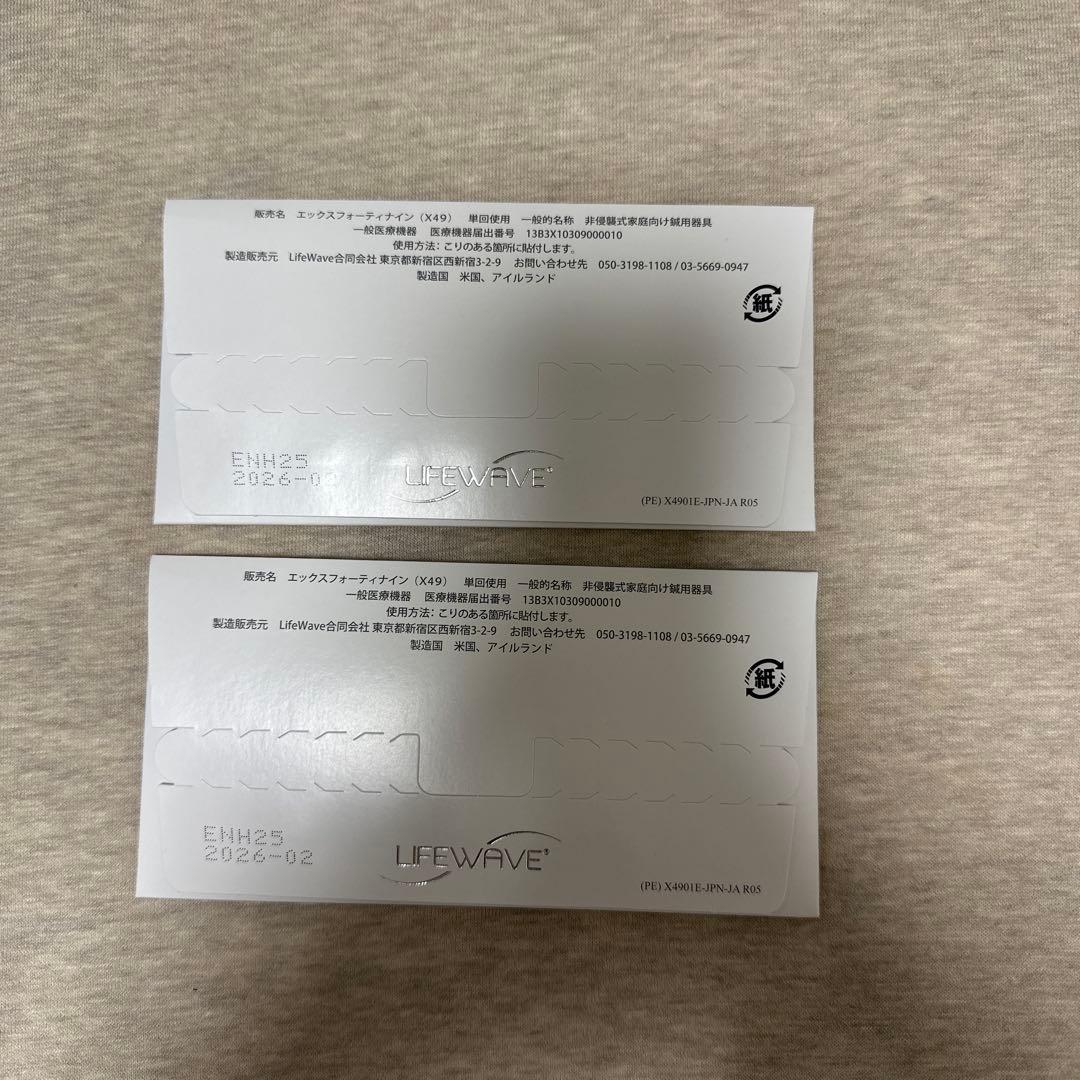 販売名 エックスフォーティナイン（X49） 単回使用 一般的名称 非侵襲式家庭向け鍼用器具
一般医療機器 医療機器届出番号 13B3X10309000010
使用方法：こりのある箇所に貼付します。
製造販売元 LifeWave合同会社 東京都新宿区西新宿3-2-9 お問い合わせ先 050-3198-1108 / 03-5669-0947
製造国 米国、アイルランド
紙
ENH25
2026-0
LIFEWAVE®
(PE) X4901E-JPN-JA R05
販売名 エックスフォーティナイン（X49） 単回使用 一般的名称 非侵襲式家庭向け鍼用器具
一般医療機器 医療機器届出番号 13B3X10309000010
使用方法：こりのある箇所に貼付します。
製造販売元 LifeWave合同会社 東京都新宿区西新宿3-2-9 お問い合わせ先 050-3198-1108 / 03-5669-0947
製造国 米国、アイルランド
紙
ENH25
2026-02
LIFEWAVE®
(PE) X4901E-JPN-JA R05